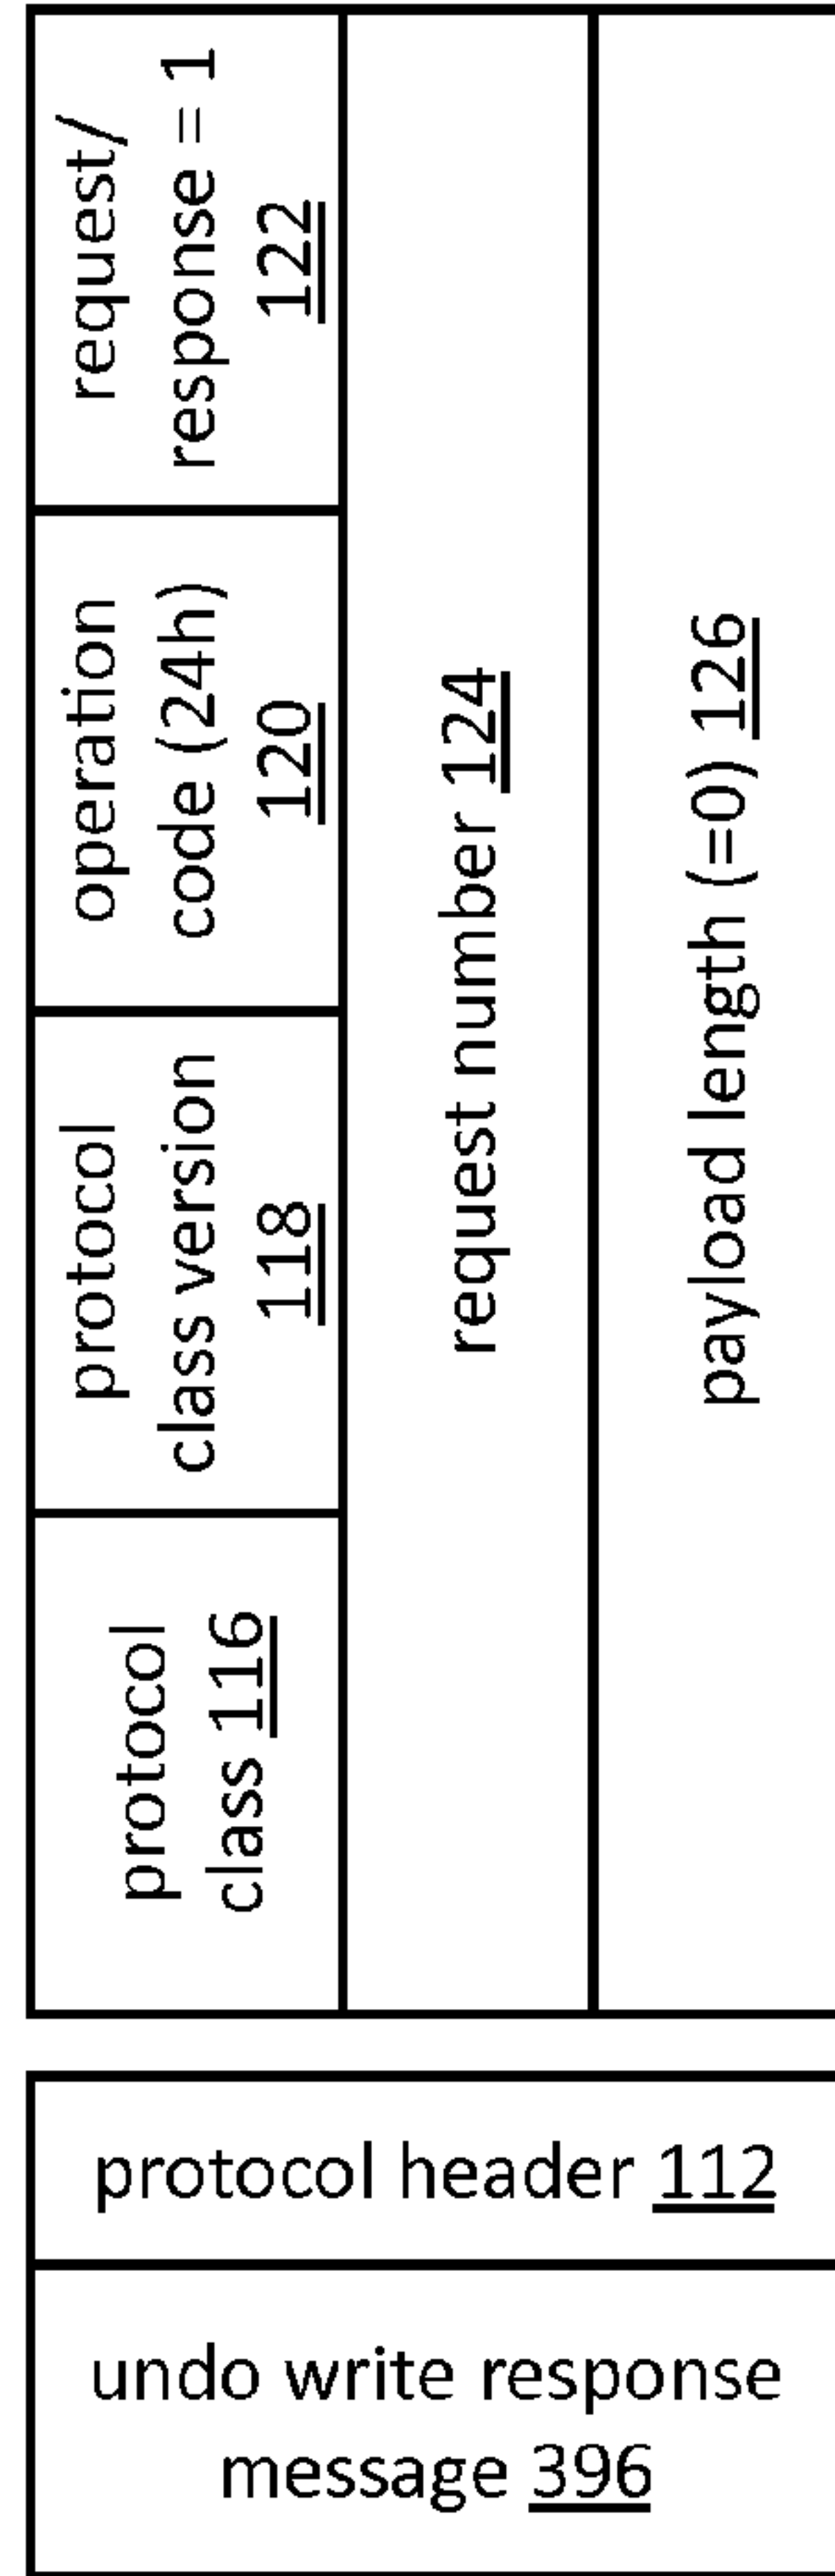 protocol
class 116
protocol
class version
118
operation
code (24h)
120
request/
response = 1
122
request number 124
payload length (=0) 126
protocol header 112
undo write response
message 396